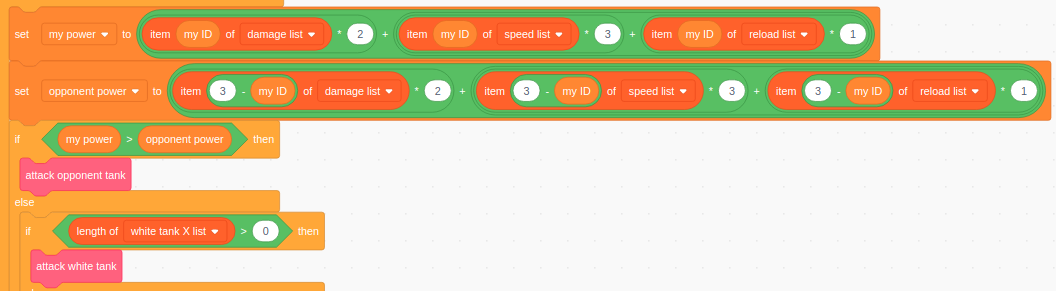 set my power to item my ID of damage list * 2 + item my ID of speed list * 3 + item my ID of reload list * 1
set opponent power to item 3 - my ID of damage list * 2 + item 3 - my ID of speed list * 3 + item 3 - my ID of reload list * 1
if my power > opponent power then
attack opponent tank
else
if length of white tank X list > 0 then
attack white tank